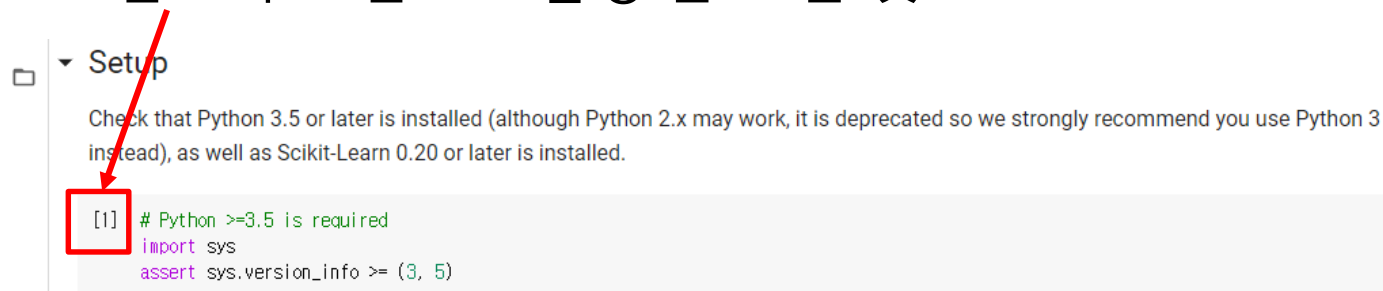 Setup
Check that Python 3.5 or later is installed (although Python 2.x may work, it is deprecated so we strongly recommend you use Python 3
instead), as well as Scikit-Learn 0.20 or later is installed.
[1] # Python >=3.5 is required
import sys
assert sys.version_info >= (3, 5)